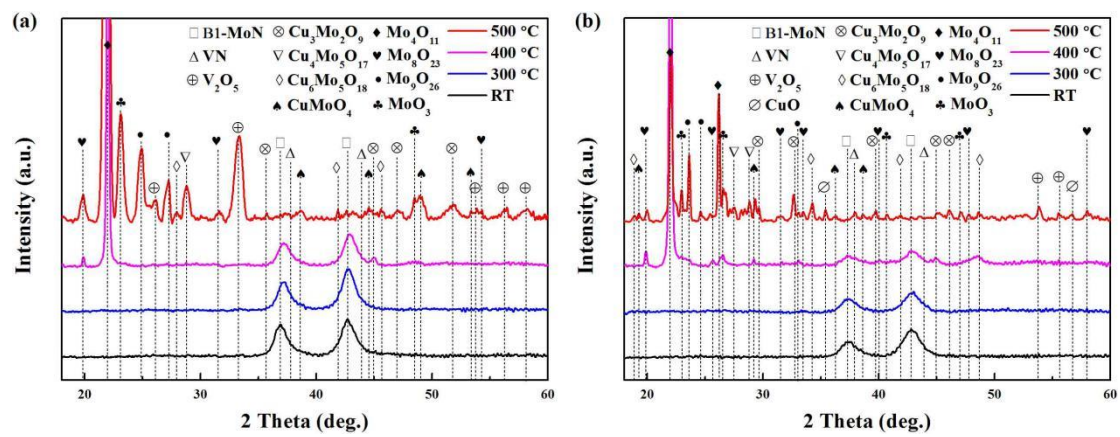 (a)
B1-MoN Cu3Mo2O9 Mo4O11 500 °C
VN Cu4Mo5O17 Mo8O23 400 °C
V2O5 Cu6Mo5O18 Mo9O26 300 °C
CuMoO4 MoO3 RT
Intensity (a.u.)
20 30 40 50 60
2 Theta (deg.)
(b)
B1-MoN Cu3Mo2O9 Mo4O11 500 °C
VN Cu4Mo5O17 Mo8O23 400 °C
V2O5 Cu6Mo5O18 Mo9O26 300 °C
CuO CuMoO4 MoO3 RT
Intensity (a.u.)
20 30 40 50 60
2 Theta (deg.)